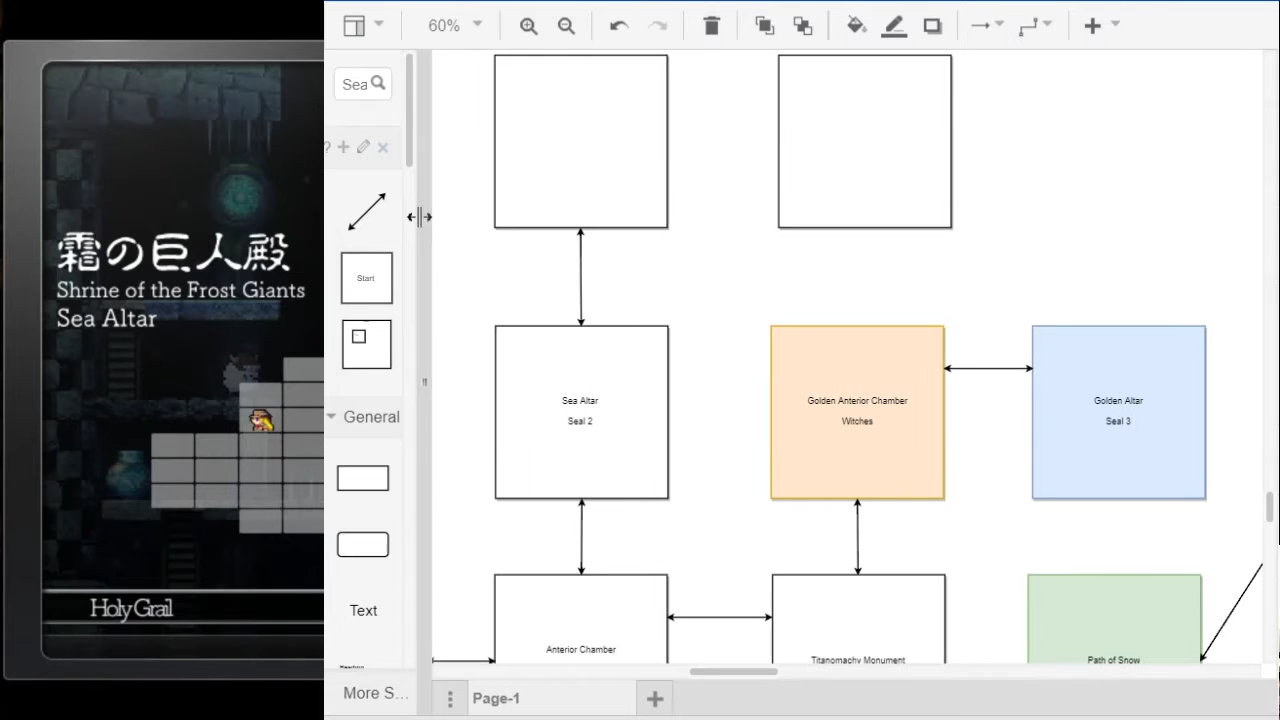 60%
Sea
?
Start
General
Text
More S...
霜の巨人殿
Shrine of the Frost Giants
Sea Altar
Holy Grail
Sea Altar
Seal 2
Golden Anterior Chamber
Witches
Golden Altar
Seal 3
Anterior Chamber
Titanomachy Monument
Path of Snow
Page-1